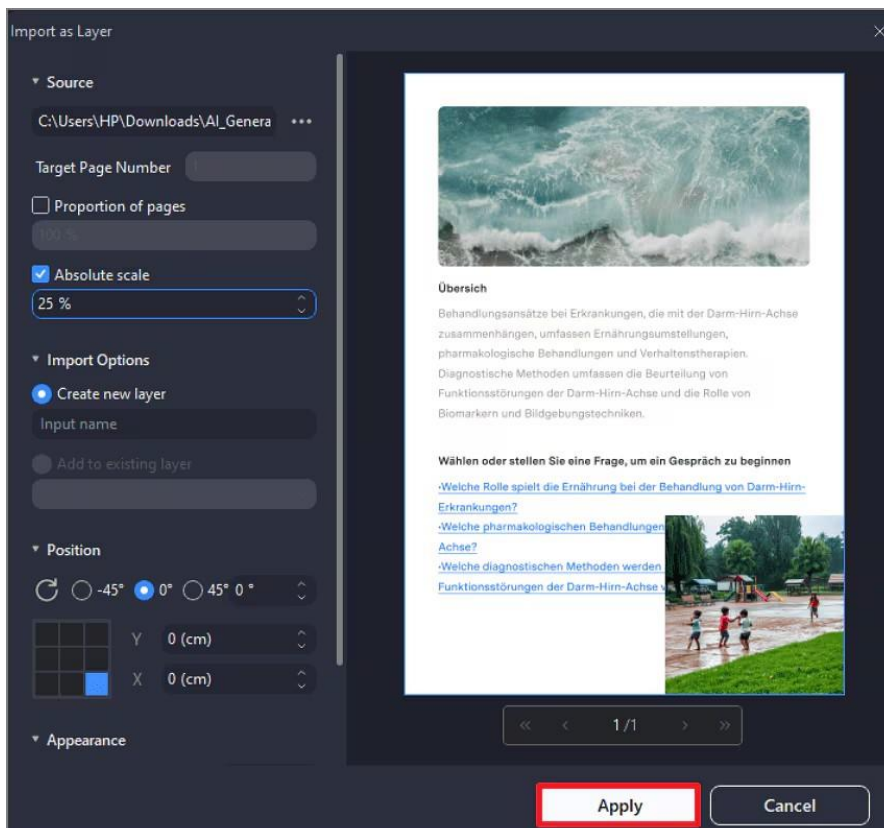 Import as Layer
Source
C:\Users\HP\Downloads\AI_Genera
Target Page Number 1
Proportion of pages
100 %
Absolute scale
25 %
Import Options
Create new layer
Input name
Add to existing layer
Position
-45° 0° 45° 0 °
Y 0 (cm)
X 0 (cm)
Appearance
Übersich
Behandlungsansätze bei Erkrankungen, die mit der Darm-Hirn-Achse
zusammenhängen, umfassen Ernährungsumstellungen,
pharmakologische Behandlungen und Verhaltenstherapien.
Diagnostische Methoden umfassen die Beurteilung von
Funktionsstörungen der Darm-Hirn-Achse und die Rolle von
Biomarkern und Bildgebungstechniken.
Wählen oder stellen Sie eine Frage, um ein Gespräch zu beginnen
•Welche Rolle spielt die Ernährung bei der Behandlung von Darm-Hirn-
Erkrankungen?
•Welche pharmakologischen Behandlungen
Achse?
•Welche diagnostischen Methoden werden
Funktionsstörungen der Darm-Hirn-Achse
1 /1
Apply
Cancel